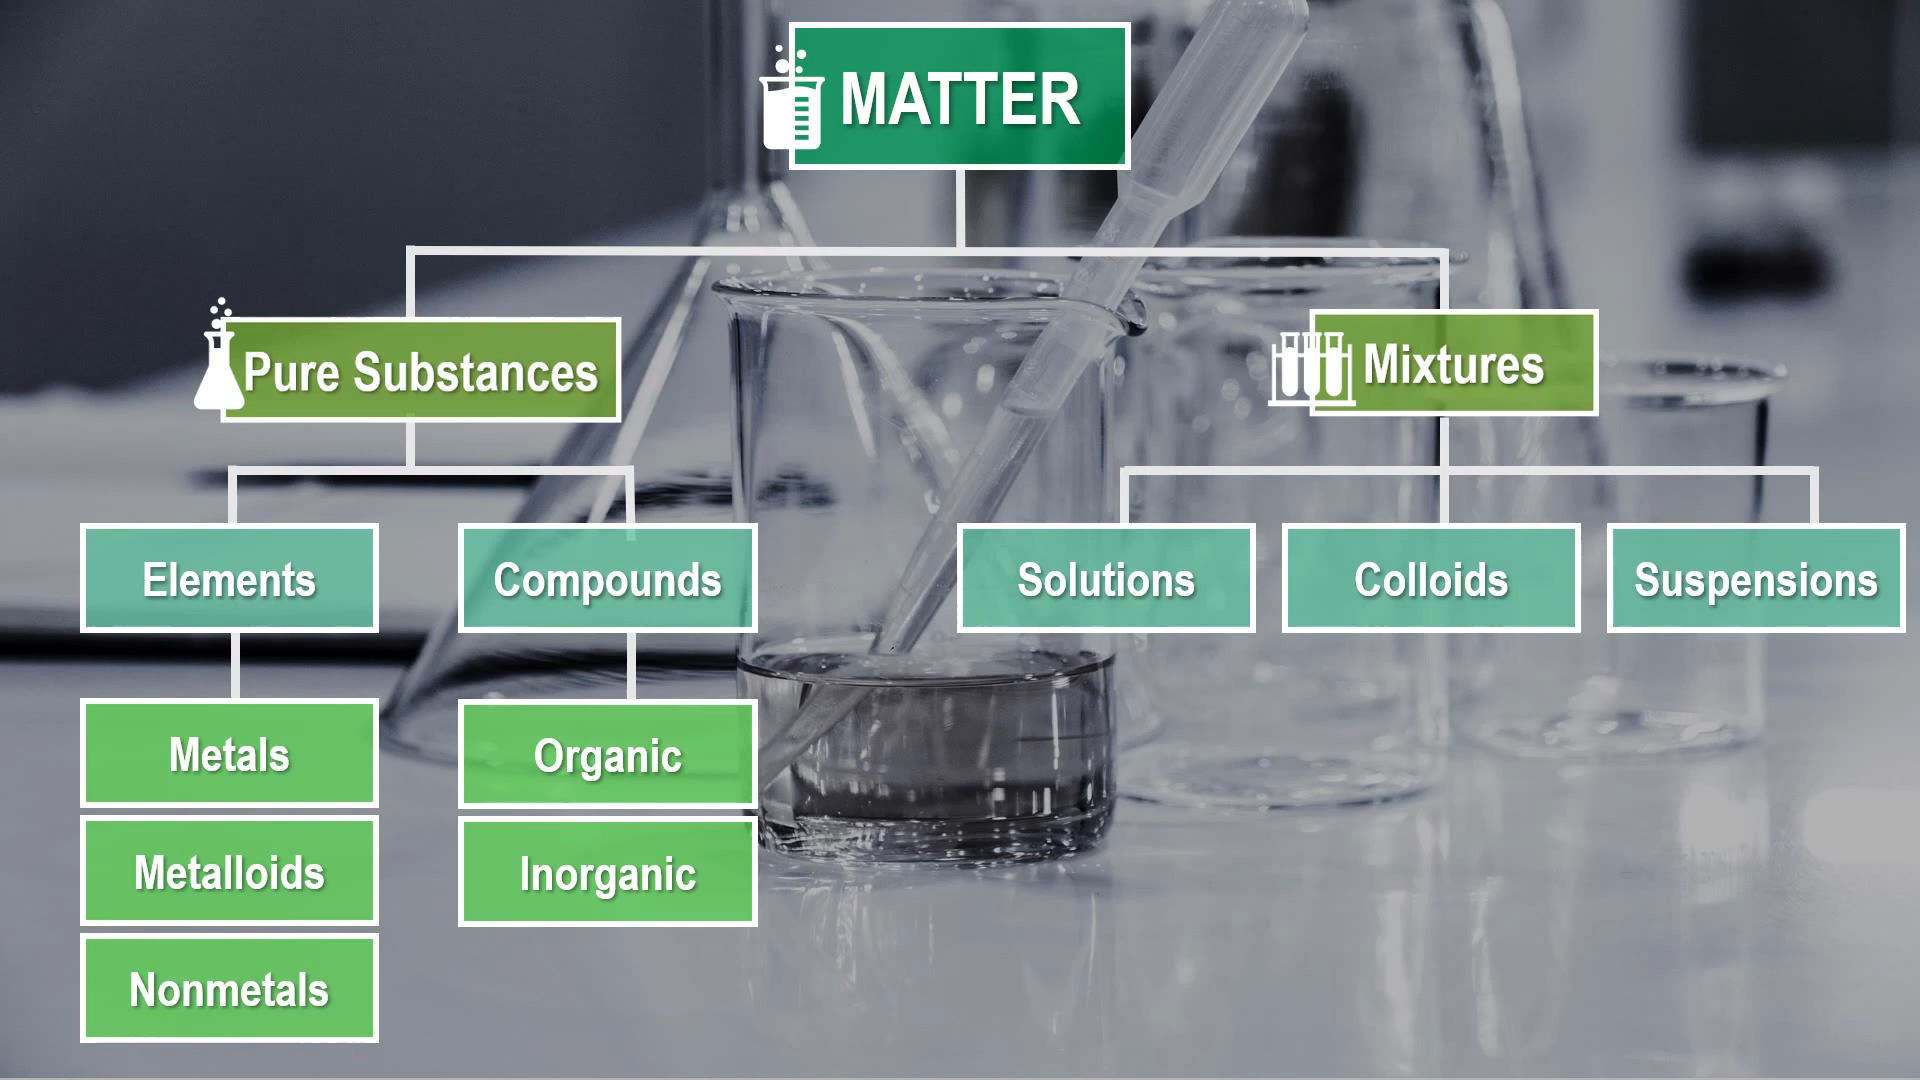 MATTER
Pure Substances
Mixtures
Elements
Compounds
Solutions
Colloids
Suspensions
Metals
Organic
Metalloids
Inorganic
Nonmetals